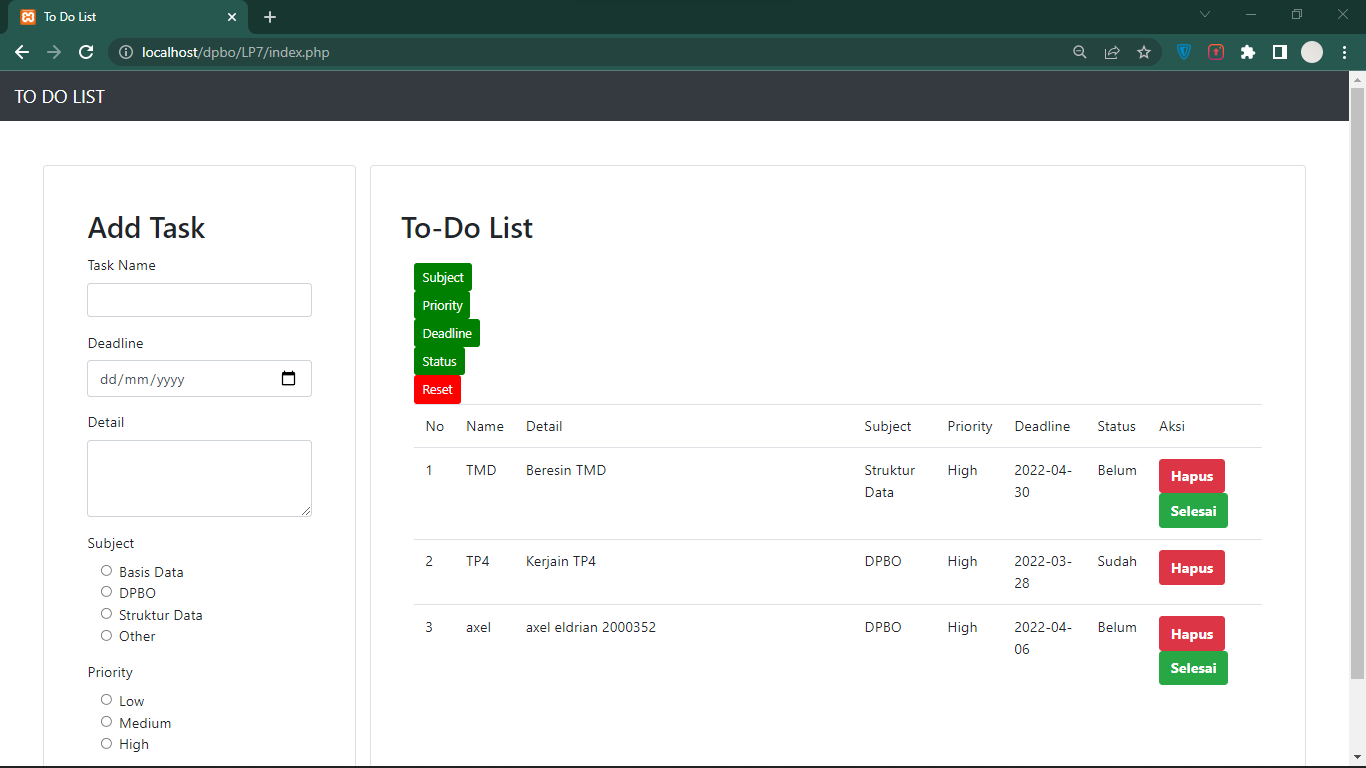 To Do List
localhost/dpbo/LP7/index.php
TO DO LIST
Add Task
Task Name
Deadline
dd/mm/yyyy
Detail
Subject
Basis Data
DPBO
Struktur Data
Other
Priority
Low
Medium
High
To-Do List
Subject
Priority
Deadline
Status
Reset
No Name Detail Subject Priority Deadline Status Aksi
1 TMD Beresin TMD Struktur High 2022-04- Belum Hapus
Data 30
Selesai
2 TP4 Kerjain TP4 DPBO High 2022-03- Sudah Hapus
28
3 axel axel eldrian 2000352 DPBO High 2022-04- Belum Hapus
06
Selesai